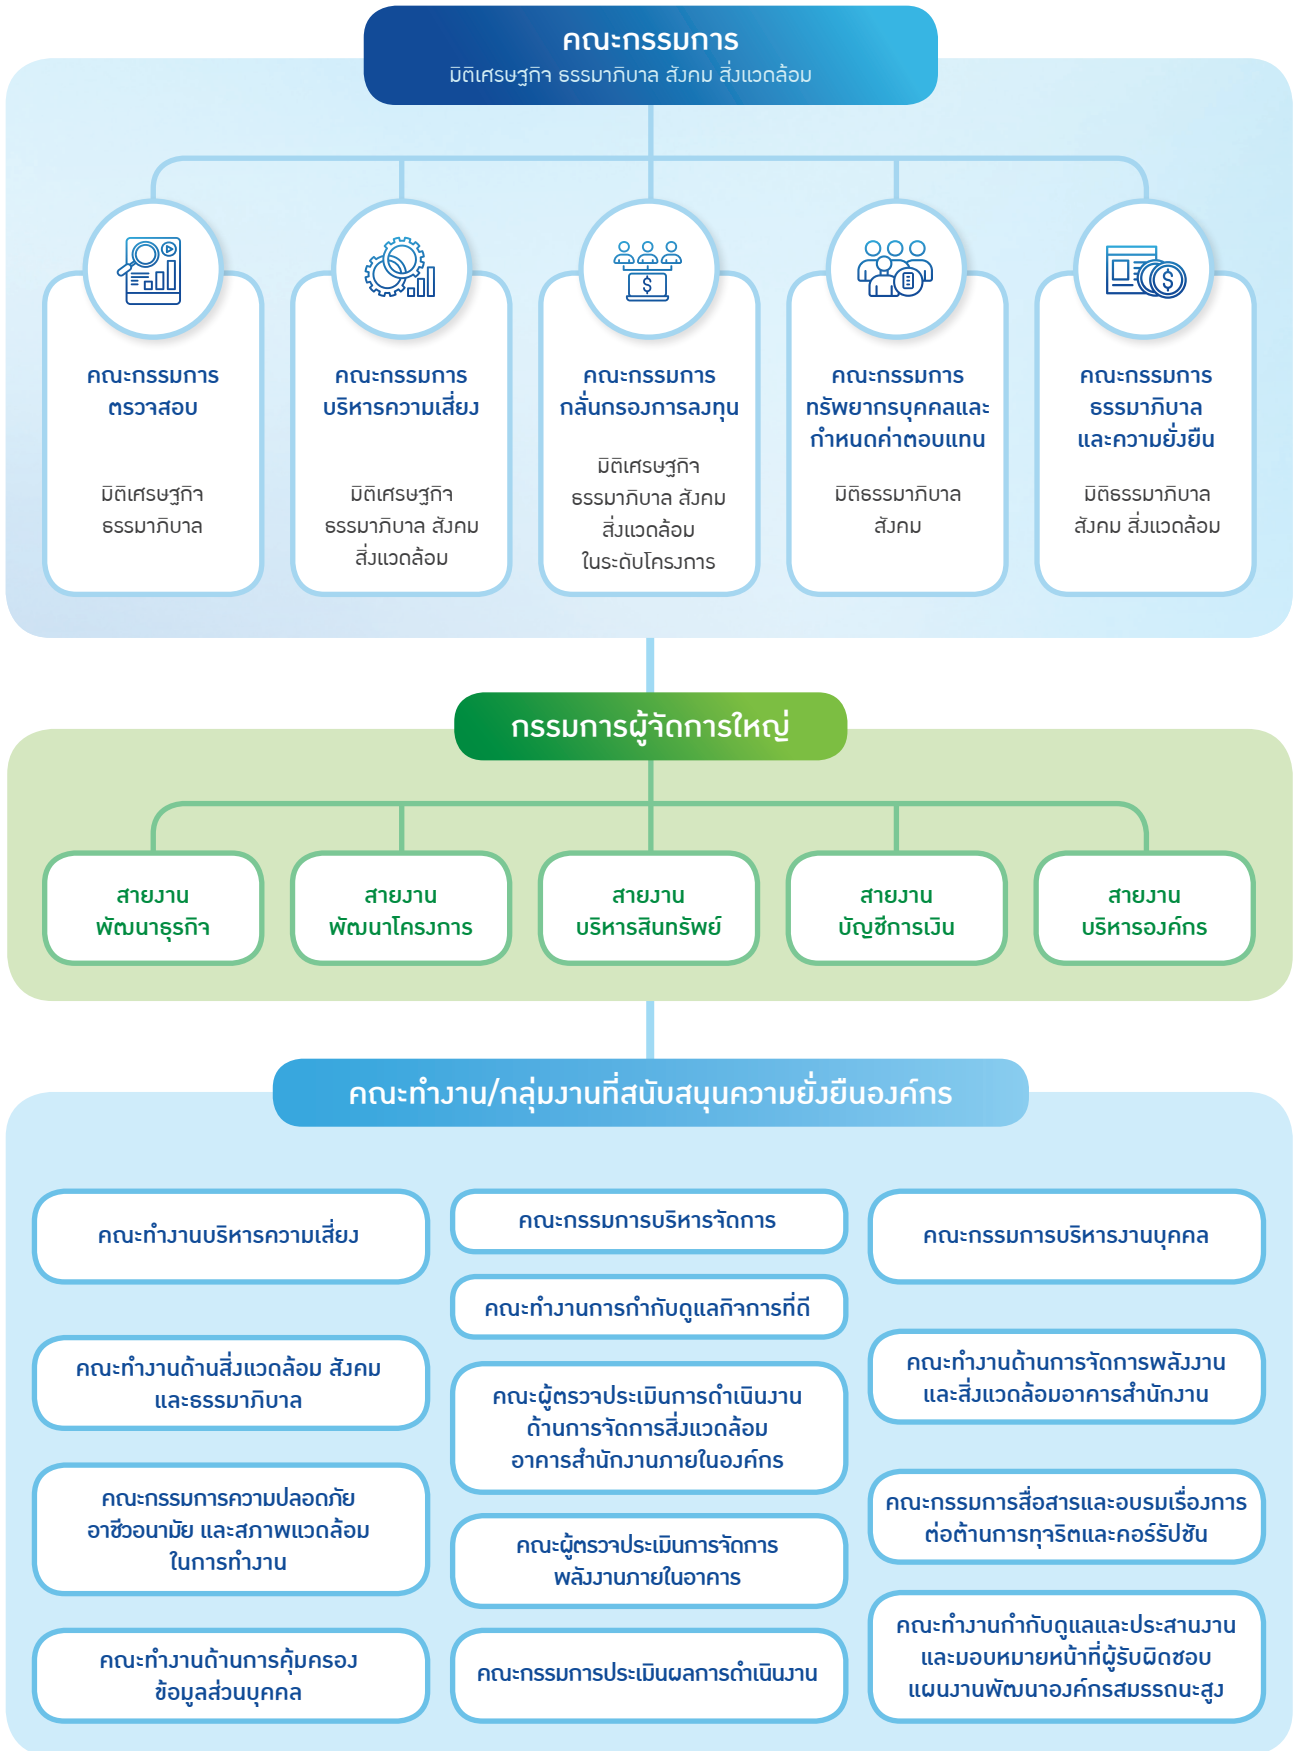 คณะกรรมการ
มิติเศรษฐกิจ ธรรมาภิบาล สังคม สิ่งแวดล้อม
คณะกรรมการ
ตรวจสอบ
มิติเศรษฐกิจ
ธรรมาภิบาล
คณะกรรมการ
บริหารความเสี่ยง
มิติเศรษฐกิจ
ธรรมาภิบาล สังคม
สิ่งแวดล้อม
คณะกรรมการ
กลั่นกรองการลงทุน
มิติเศรษฐกิจ
ธรรมาภิบาล สังคม
สิ่งแวดล้อม
ในระดับโครงการ
คณะกรรมการ
ทรัพยากรบุคคลและ
กำหนดค่าตอบแทน
มิติธรรมาภิบาล
สังคม
คณะกรรมการ
ธรรมาภิบาล
และความยั่งยืน
มิติธรรมาภิบาล
สังคม สิ่งแวดล้อม
กรรมการผู้จัดการใหญ่
สายงาน
พัฒนาธุรกิจ
สายงาน
พัฒนาโครงการ
สายงาน
บริหารสินทรัพย์
สายงาน
บัญชีการเงิน
สายงาน
บริหารองค์กร
คณะทำงาน/กลุ่มงานที่สนับสนุนความยั่งยืนองค์กร
คณะทำงานบริหารความเสี่ยง
คณะทำงานด้านสิ่งแวดล้อม สังคม
และธรรมาภิบาล
คณะกรรมการความปลอดภัย
อาชีวอนามัย และสภาพแวดล้อม
ในการทำงาน
คณะทำงานด้านการคุ้มครอง
ข้อมูลส่วนบุคคล
คณะกรรมการบริหารจัดการ
คณะทำงานการกำกับดูแลกิจการที่ดี
คณะผู้ตรวจประเมินการดำเนินงาน
ด้านการจัดการสิ่งแวดล้อม
อาคารสำนักงานภายในองค์กร
คณะผู้ตรวจประเมินการจัดการ
พลังงานภายในอาคาร
คณะกรรมการประเมินผลการดำเนินงาน
คณะกรรมการบริหารงานบุคคล
คณะทำงานด้านการจัดการพลังงาน
และสิ่งแวดล้อมอาคารสำนักงาน
คณะกรรมการสื่อสารและอบรมเรื่องการ
ต่อต้านการทุจริตและคอร์รัปชัน
คณะทำงานกำกับดูแลและประสานงาน
และมอบหมายหน้าที่ผู้รับผิดชอบ
แผนงานพัฒนาองค์กรสมรรถนะสูง